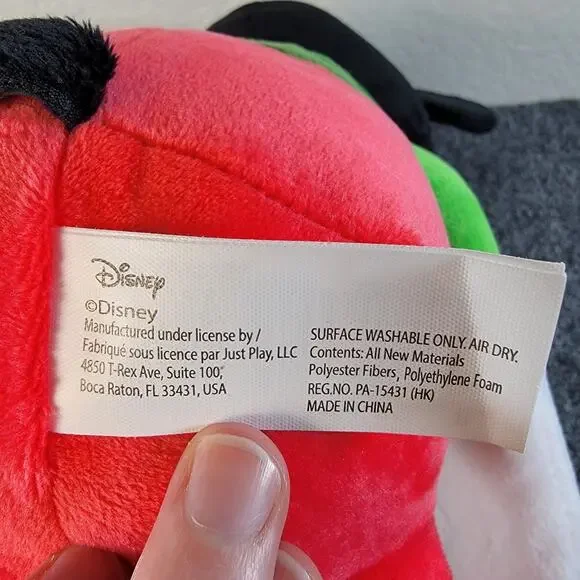 Disney
©Disney
Manufactured under license by /
Fabriqué sous licence par Just Play, LLC
4850 T-Rex Ave, Suite 100,
Boca Raton, FL 33431, USA
SURFACE WASHABLE ONLY. AIR DRY.
Contents: All New Materials
Polyester Fibers, Polyethylene Foam
REG.NO. PA-15431 (HK)
MADE IN CHINA